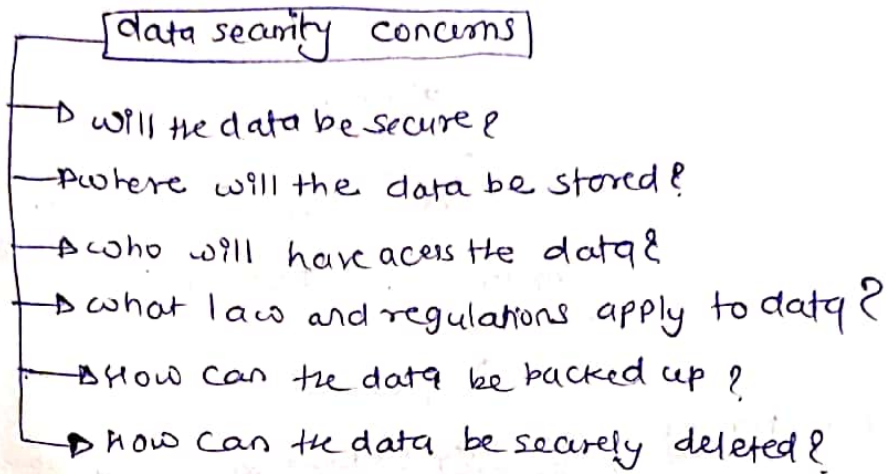 data security concerns
will the data be secure?
where will the data be stored?
who will have acess the data?
what law and regulations apply to data?
How can the data be backed up?
How can the data be securely deleted?